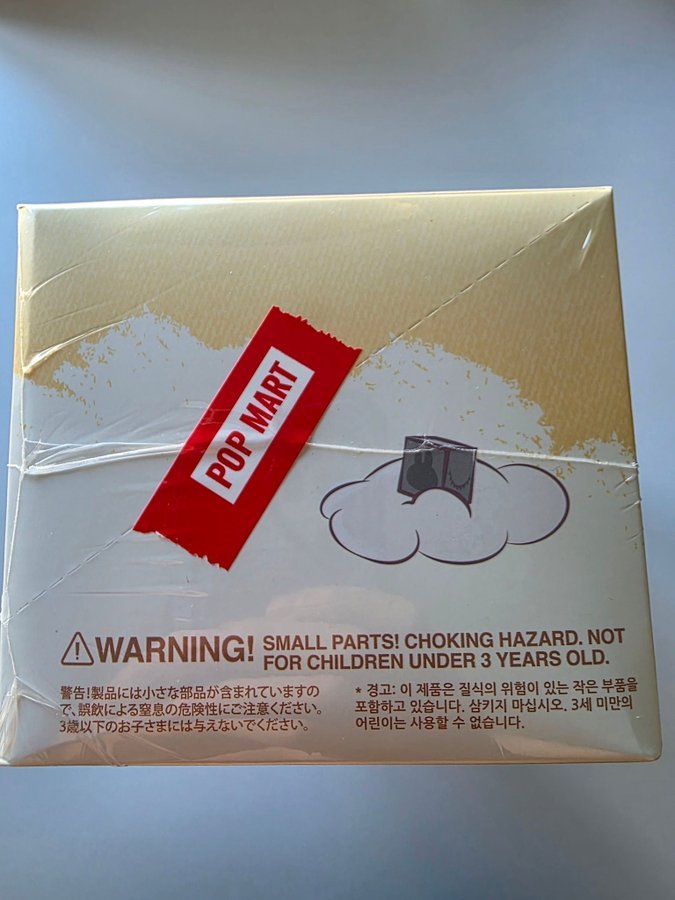 POP MART
WARNING! SMALL PARTS! CHOKING HAZARD. NOT
FOR CHILDREN UNDER 3 YEARS OLD.
警告!製品には小さな部品が含まれていますの
で、誤飲による窒息の危険性にご注意ください。
3歳以下のお子さまには与えないでください。
* 경고: 이 제품은 질식의 위험이 있는 작은 부품을
포함하고 있습니다. 삼키지 마십시오. 3세 미만의
어린이는 사용할 수 없습니다.